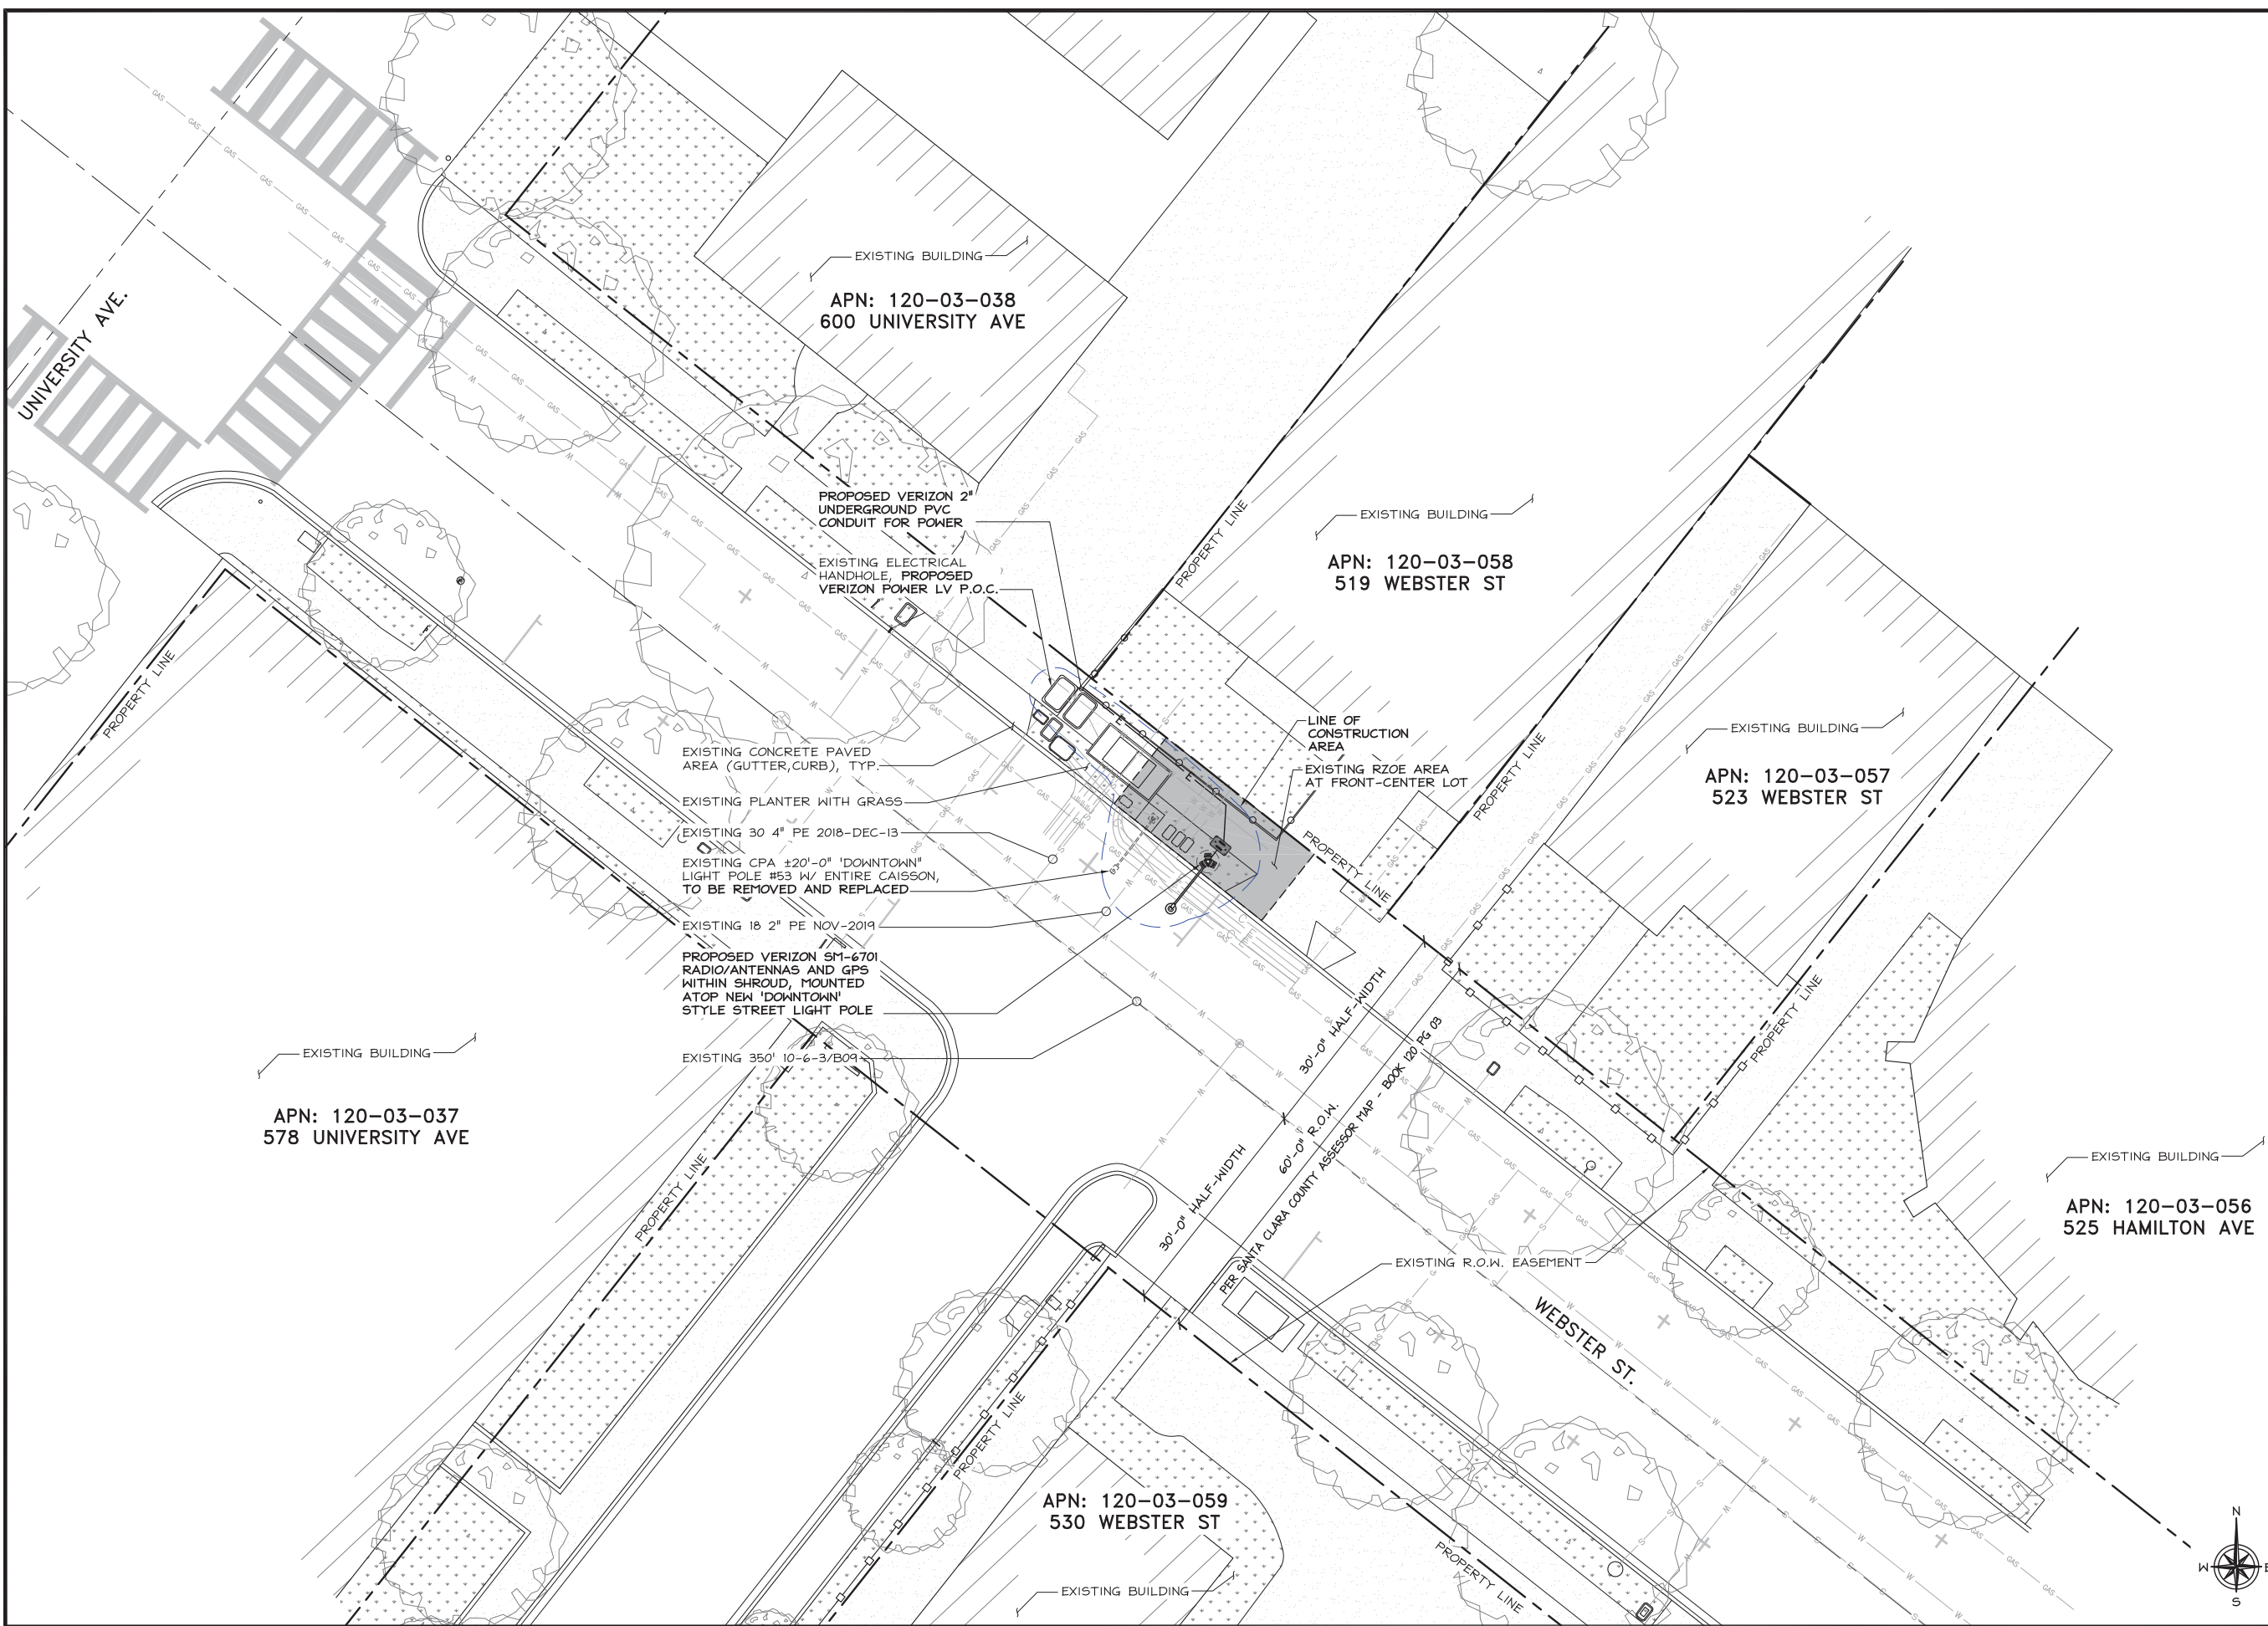 UNIVERSITY AVE.
EXISTING BUILDING
APN: 120-03-038
600 UNIVERSITY AVE
PROPOSED VERIZON 2"
UNDERGROUND PVC
CONDUIT FOR POWER
EXISTING ELECTRICAL
HANDHOLE, PROPOSED
VERIZON POWER LV P.O.C.
PROPERTY LINE
EXISTING BUILDING
APN: 120-03-058
519 WEBSTER ST
PROPERTY LINE
EXISTING CONCRETE PAVED
AREA (GUTTER,CURB), TYP.
EXISTING PLANTER WITH GRASS
EXISTING 30 4" PE 2018-DEC-13
EXISTING CPA ±20'-0" 'DOWNTOWN"
LIGHT POLE #53 W/ ENTIRE CAISSON,
TO BE REMOVED AND REPLACED
EXISTING 18 2" PE NOV-2019
PROPOSED VERIZON SM-6701
RADIO/ANTENNAS AND GPS
WITHIN SHROUD, MOUNTED
ATOP NEW 'DOWNTOWN'
STYLE STREET LIGHT POLE
EXISTING 350' 10-6-3/B09
LINE OF
CONSTRUCTION
AREA
EXISTING RZOE AREA
AT FRONT-CENTER LOT
PROPERTY LINE
PROPERTY LINE
EXISTING BUILDING
APN: 120-03-057
523 WEBSTER ST
PROPERTY LINE
EXISTING BUILDING
APN: 120-03-037
578 UNIVERSITY AVE
PROPERTY LINE
30'-0" HALF-WIDTH
30'-0" HALF-WIDTH
60'-0" R.O.W.
PER SANTA CLARA COUNTY ASSESSOR MAP - BOOK 120 PG 03
EXISTING BUILDING
APN: 120-03-056
525 HAMILTON AVE
EXISTING R.O.W. EASEMENT
WEBSTER ST.
PROPERTY LINE
APN: 120-03-059
530 WEBSTER ST
EXISTING BUILDING
PROPERTY LINE
N
W
E
S